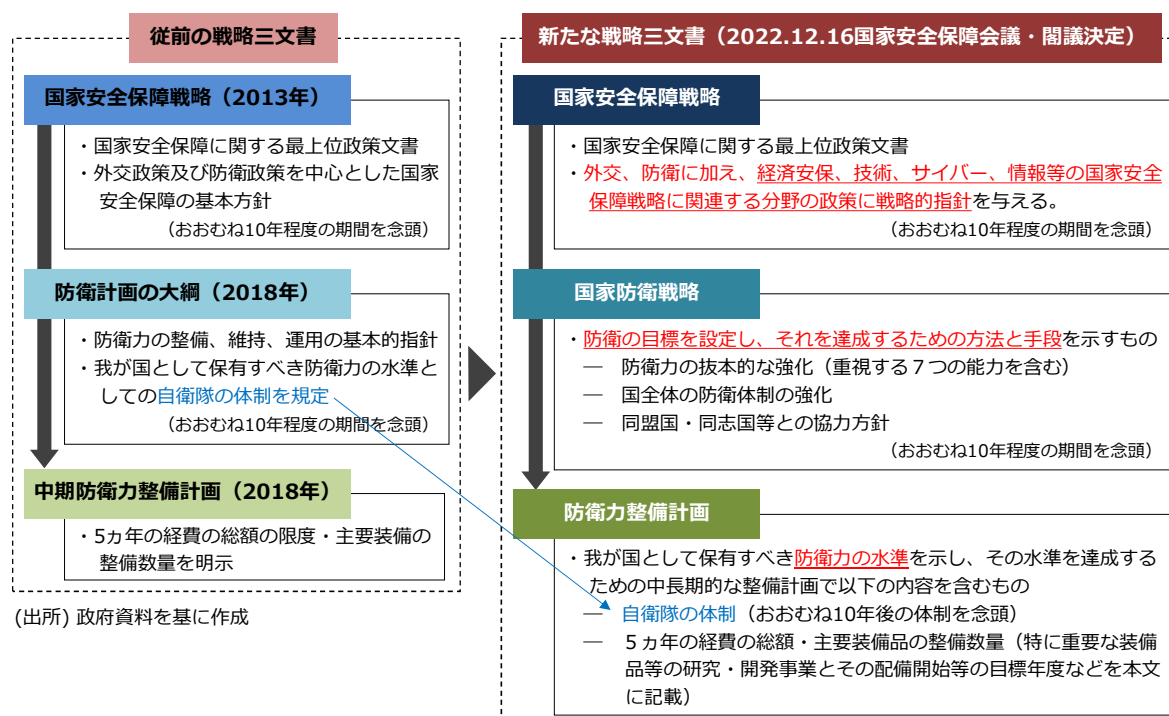 従前の戦略三文書
国家安全保障戦略（2013年）
・国家安全保障に関する最上位政策文書
・外交政策及び防衛政策を中心とした国家
安全保障の基本方針
（おおむね10年程度の期間を念頭）
防衛計画の大綱（2018年）
・防衛力の整備、維持、運用の基本的指針
・我が国として保有すべき防衛力の水準と
しての自衛隊の体制を規定
（おおむね10年程度の期間を念頭）
中期防衛力整備計画（2018年）
・5ヵ年の経費の総額の限度・主要装備の
整備数量を明示
(出所) 政府資料を基に作成
新たな戦略三文書（2022.12.16国家安全保障会議・閣議決定）
国家安全保障戦略
・国家安全保障に関する最上位政策文書
・外交、防衛に加え、経済安保、技術、サイバー、情報等の国家安全
保障戦略に関連する分野の政策に戦略的指針を与える。
（おおむね10年程度の期間を念頭）
国家防衛戦略
・防衛の目標を設定し、それを達成するための方法と手段を示すもの
― 防衛力の抜本的な強化（重視する７つの能力を含む）
― 国全体の防衛体制の強化
― 同盟国・同志国等との協力方針
（おおむね10年程度の期間を念頭）
防衛力整備計画
・我が国として保有すべき防衛力の水準を示し、その水準を達成する
ための中長期的な整備計画で以下の内容を含むもの
― 自衛隊の体制（おおむね10年後の体制を念頭）
― ５ヵ年の経費の総額・主要装備品の整備数量（特に重要な装備
品等の研究・開発事業とその配備開始等の目標年度などを本文
に記載）